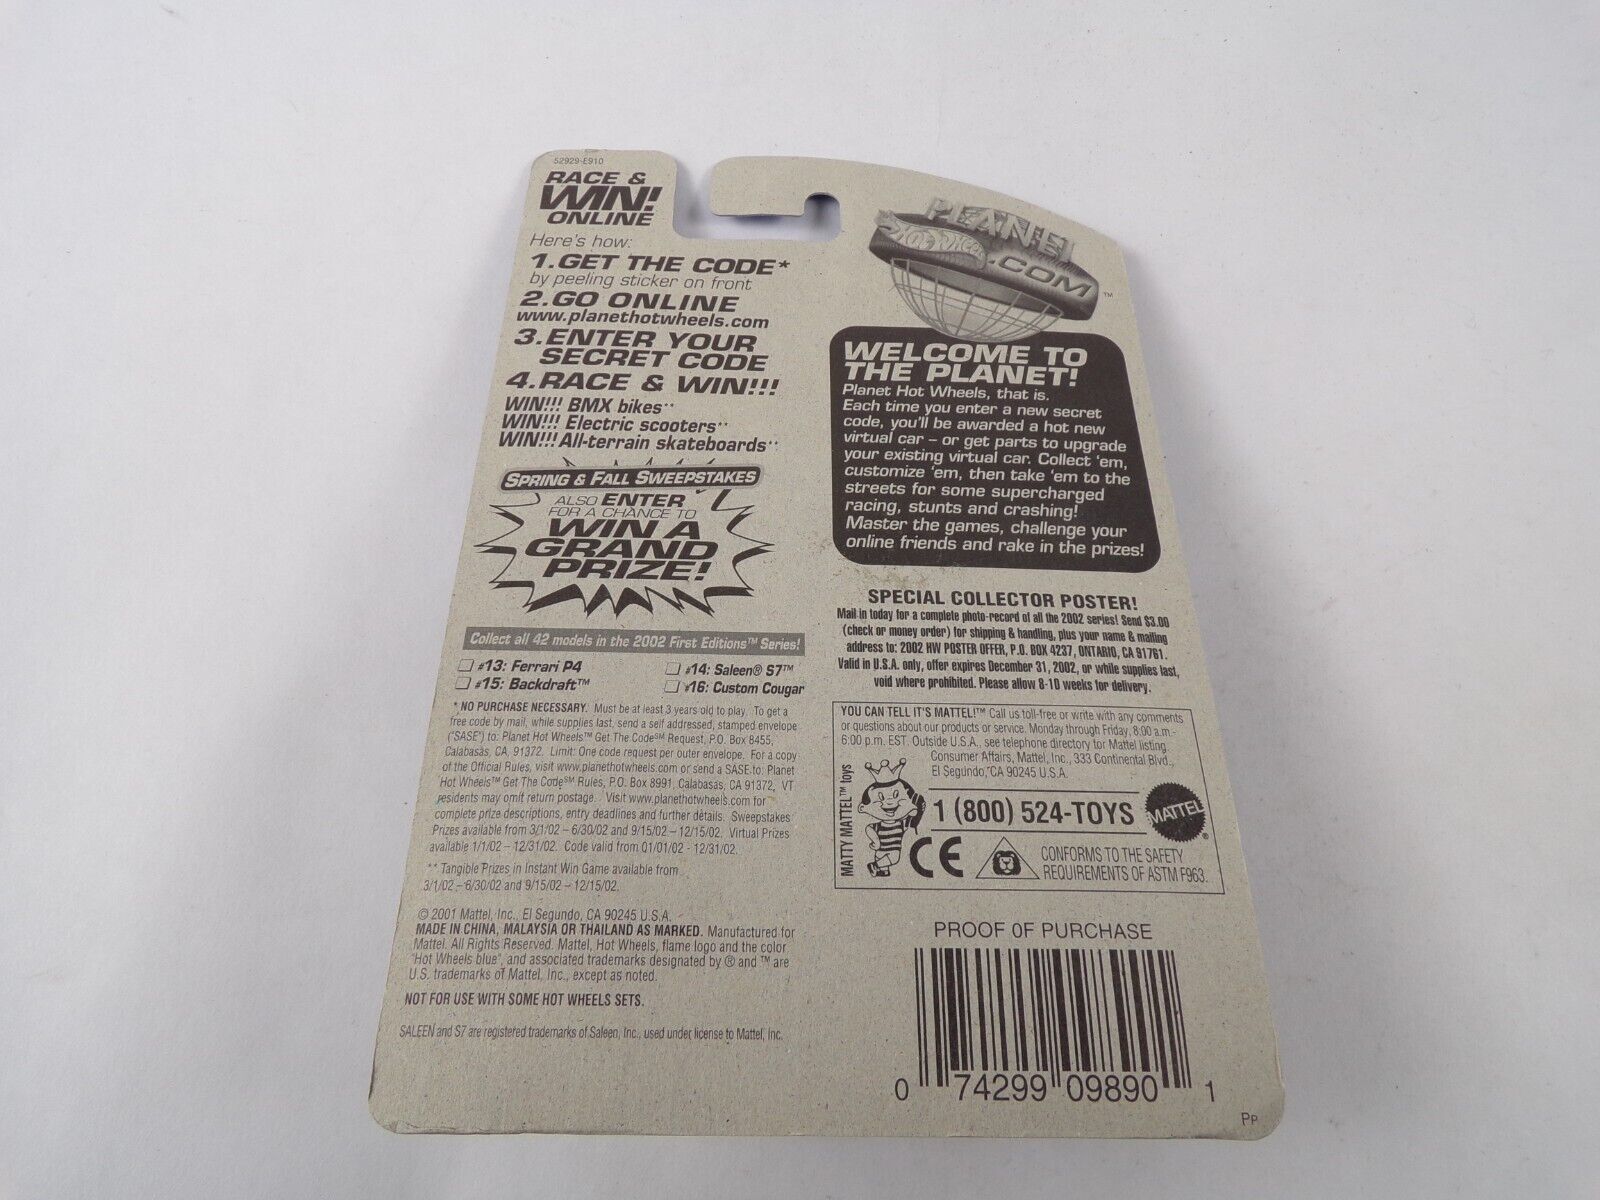 52929-E910
RACE &
WIN!
ONLINE
Here's how:
1. GET THE CODE*
by peeling sticker on front
2. GO ONLINE
www.planethotwheels.com
3. ENTER YOUR
SECRET CODE
4. RACE & WIN!!!
WIN!!! BMX bikes**
WIN!!! Electric scooters**
WIN!!! All-terrain skateboards**
SPRING & FALL SWEEPSTAKES
ALSO ENTER
FOR A CHANCE TO
WIN A
GRAND
PRIZE!
Collect all 42 models in the 2002 First Editions™ Series!
#13: Ferrari P4
#14: Saleen® S7™
#15: Backdraft™
#16: Custom Cougar
* NO PURCHASE NECESSARY. Must be at least 3 years old to play. To get a
free code by mail, while supplies last, send a self addressed, stamped envelope
("SASE") to: Planet Hot Wheels™ Get The Code℠ Request, P.O. Box 8455,
Calabasas, CA, 91372. Limit: One code request per outer envelope. For a copy
of the Official Rules, visit www.planethotwheels.com or send a SASE to: Planet
Hot Wheels™ Get The Code℠ Rules, P.O. Box 8991, Calabasas, CA 91372, VT
residents may omit return postage. Visit www.planethotwheels.com for
complete prize descriptions, entry deadlines and further details. Sweepstakes
Prizes available from 3/1/02 – 6/30/02 and 9/15/02 – 12/15/02. Virtual Prizes
available 1/1/02 – 12/31/02. Code valid from 01/01/02 - 12/31/02.
** Tangible Prizes in Instant Win Game available from
3/1/02 – 6/30/02 and 9/15/02 – 12/15/02.
© 2001 Mattel, Inc., El Segundo, CA 90245 U.S.A.
MADE IN CHINA, MALAYSIA OR THAILAND AS MARKED. Manufactured for
Mattel. All Rights Reserved. Mattel, Hot Wheels, flame logo and the color
"Hot Wheels blue", and associated trademarks designated by ® and ™ are
U.S. trademarks of Mattel, Inc., except as noted.
NOT FOR USE WITH SOME HOT WHEELS SETS.
SALEEN and S7 are registered trademarks of Saleen, Inc., used under license to Mattel, Inc.
PLANET
Hot Wheels
.COM
™
WELCOME TO
THE PLANET!
Planet Hot Wheels, that is.
Each time you enter a new secret
code, you'll be awarded a hot new
virtual car – or get parts to upgrade
your existing virtual car. Collect 'em,
customize 'em, then take 'em to the
streets for some supercharged
racing, stunts and crashing!
Master the games, challenge your
online friends and rake in the prizes!
SPECIAL COLLECTOR POSTER!
Mail in today for a complete photo-record of all the 2002 series! Send $3.00
(check or money order) for shipping & handling, plus your name & mailing
address to: 2002 HW POSTER OFFER, P.O. BOX 4237, ONTARIO, CA 91761.
Valid in U.S.A. only, offer expires December 31, 2002, or while supplies last,
void where prohibited. Please allow 8-10 weeks for delivery.
YOU CAN TELL IT'S MATTEL!™ Call us toll-free or write with any comments
or questions about our products or service. Monday through Friday, 8:00 a.m.-
6:00 p.m. EST. Outside U.S.A., see telephone directory for Mattel listing.
Consumer Affairs, Mattel, Inc., 333 Continental Blvd.,
El Segundo, CA 90245 U.S.A.
MATTY MATTEL™ toys
1 (800) 524-TOYS
MATTEL
®
CE
CONFORMS TO THE SAFETY
REQUIREMENTS OF ASTM F963.
PROOF OF PURCHASE
0 74299 09890 1
PP